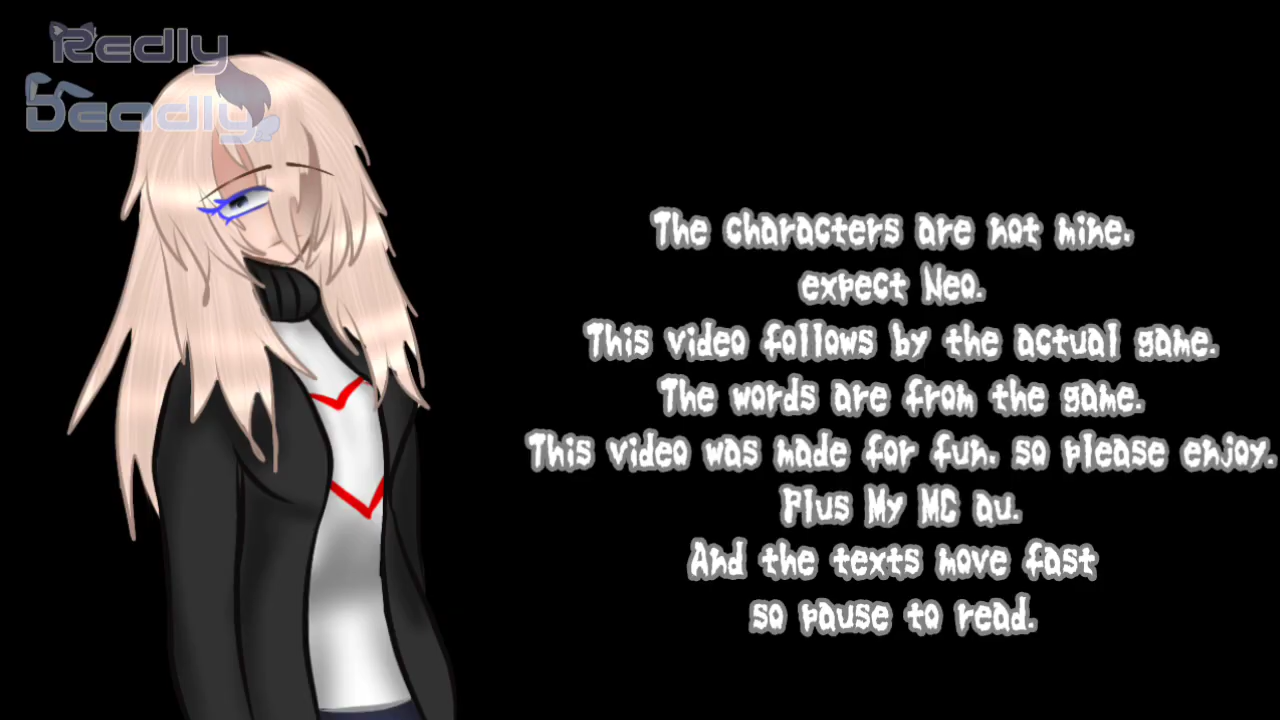 Redly
Deadly
The characters are not mine.
expect Neo.
This video follows by the actual game.
The words are from the game.
This video was made for fun. so please enjoy.
Plus My MC au.
And the texts move fast
so pause to read.